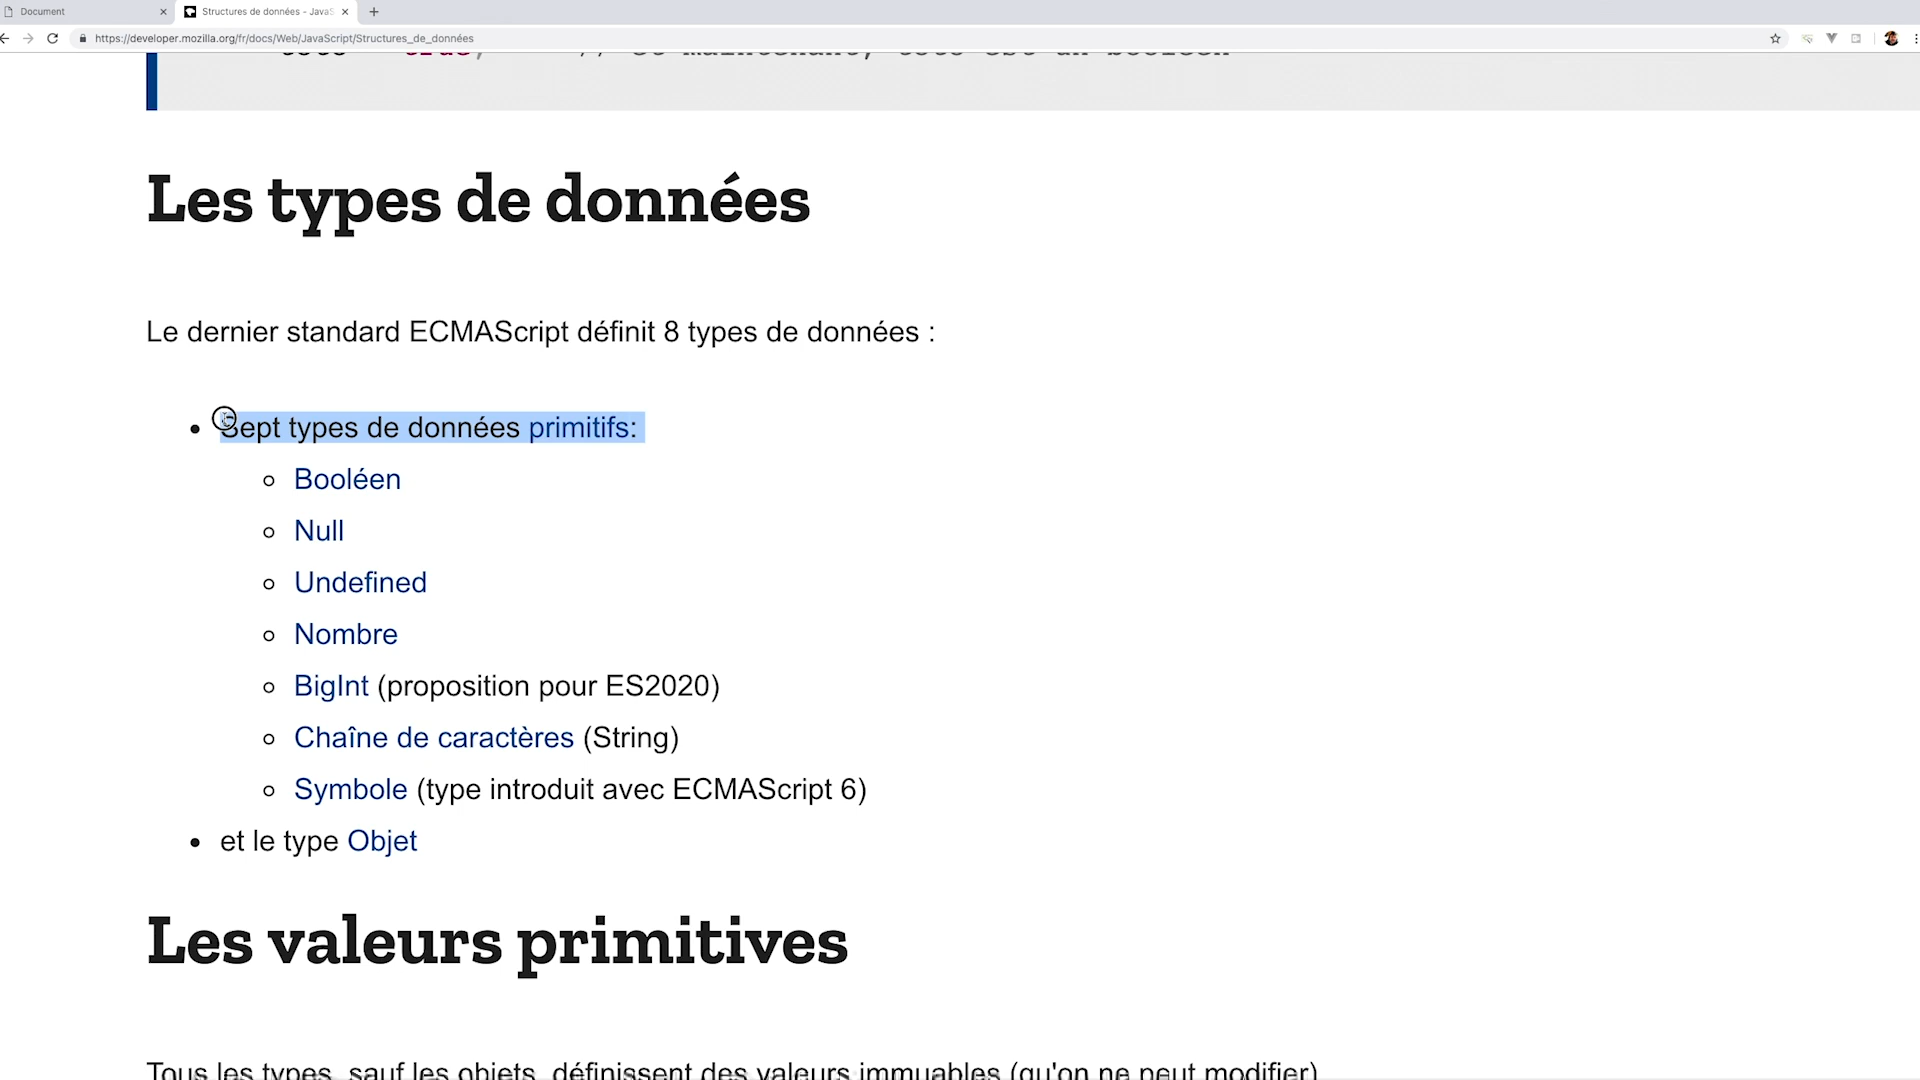 Document
Structures de données - JavaS
https://developer.mozilla.org/fr/docs/Web/JavaScript/Structures_de_données
Les types de données
Le dernier standard ECMAScript définit 8 types de données :
Sept types de données primitifs:
Booléen
Null
Undefined
Nombre
BigInt (proposition pour ES2020)
Chaîne de caractères (String)
Symbole (type introduit avec ECMAScript 6)
et le type Objet
Les valeurs primitives
Tous les types, sauf les objets, définissent des valeurs immuables (qu'on ne peut modifier)